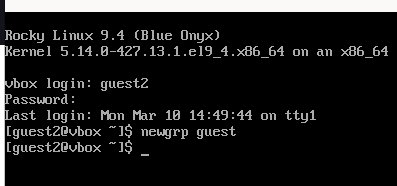 Rocky Linux 9.4 (Blue Onyx)
Kernel 5.14.0-427.13.1.el9_4.x86_64 on an x86_64
vbox login: guest2
Password:
Last login: Mon Mar 10 14:49:44 on tty1
[guest2@vbox ~]$ newgrp guest
[guest2@vbox ~]$ _